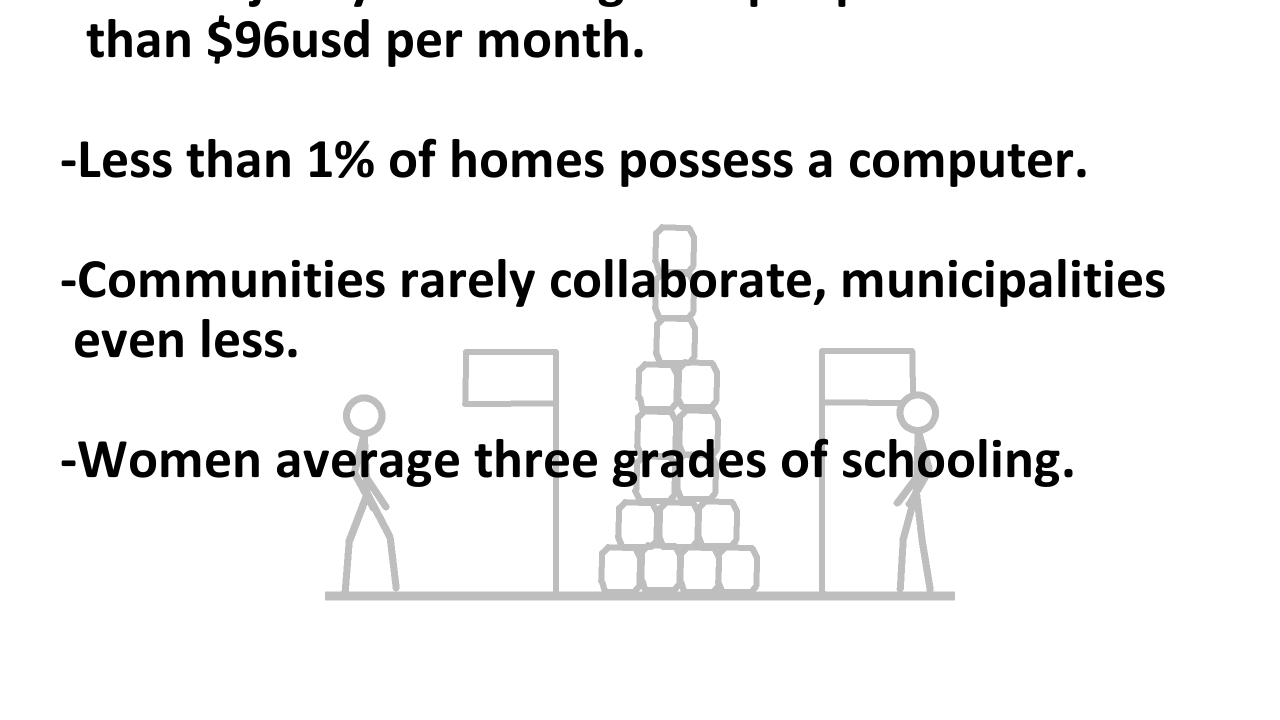 than $96usd per month.
-Less than 1% of homes possess a computer.
-Communities rarely collaborate, municipalities
even less.
-Women average three grades of schooling.